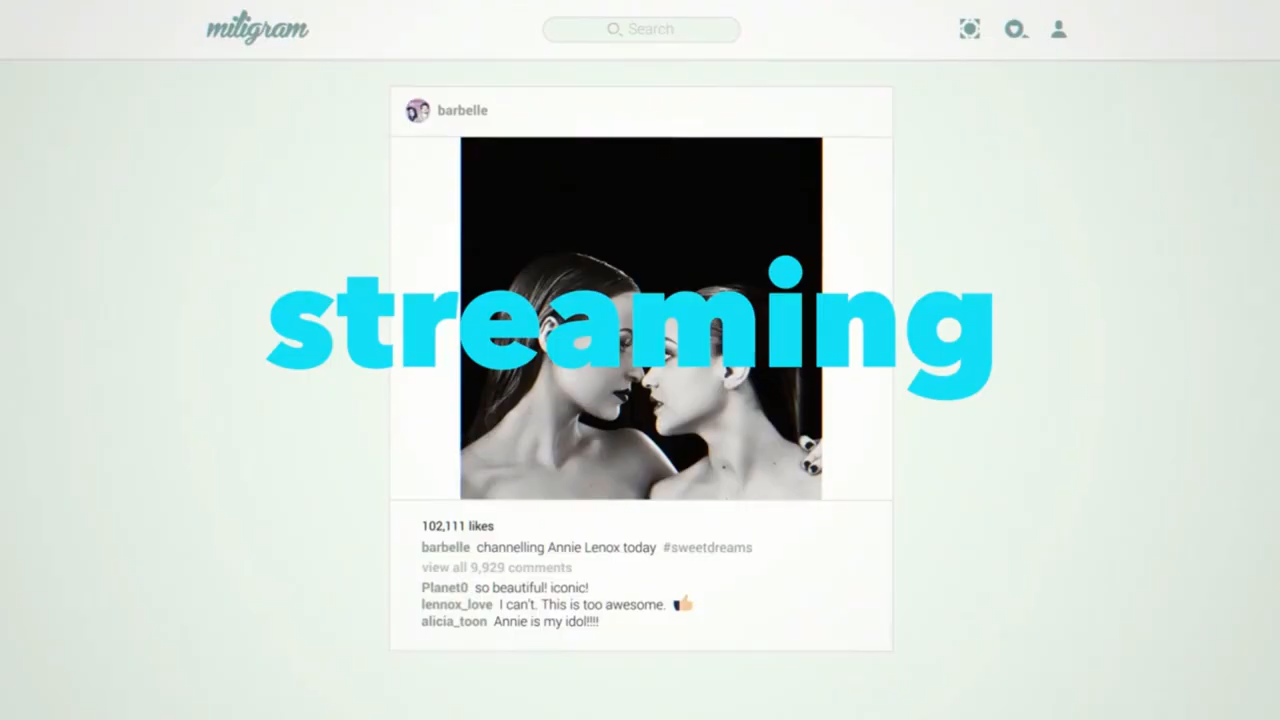 mitigram
Search
barbelle
streaming
102,111 likes
barbelle channelling Annie Lenox today #sweetdreams
view all 9,929 comments
Planet0 so beautiful! iconic!
lennox_love I can't. This is too awesome.
alicia_toon Annie is my idol!!!!